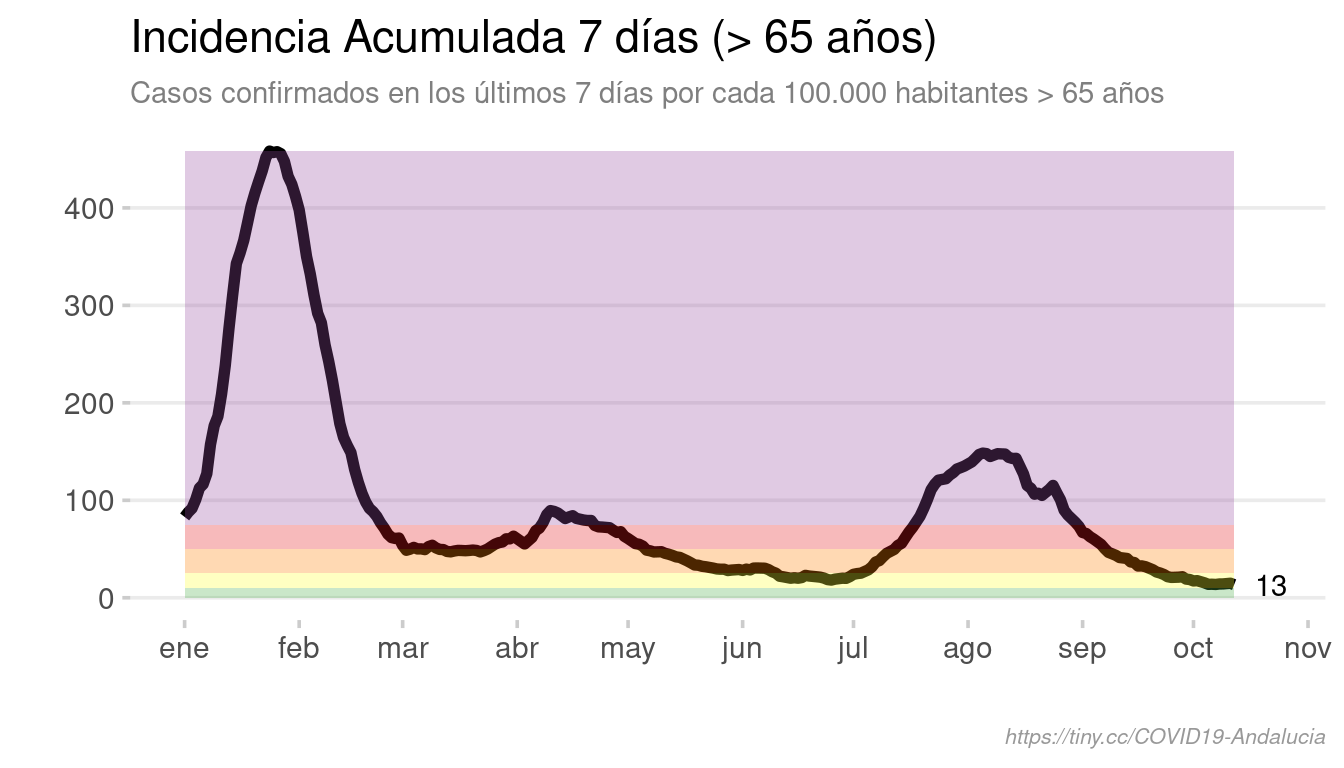 Incidencia Acumulada 7 días (> 65 años)
Casos confirmados en los últimos 7 días por cada 100.000 habitantes > 65 años
400
300
200
100
0
13
ene feb mar abr may jun jul ago sep oct nov
https://tiny.cc/COVID19-Andalucia